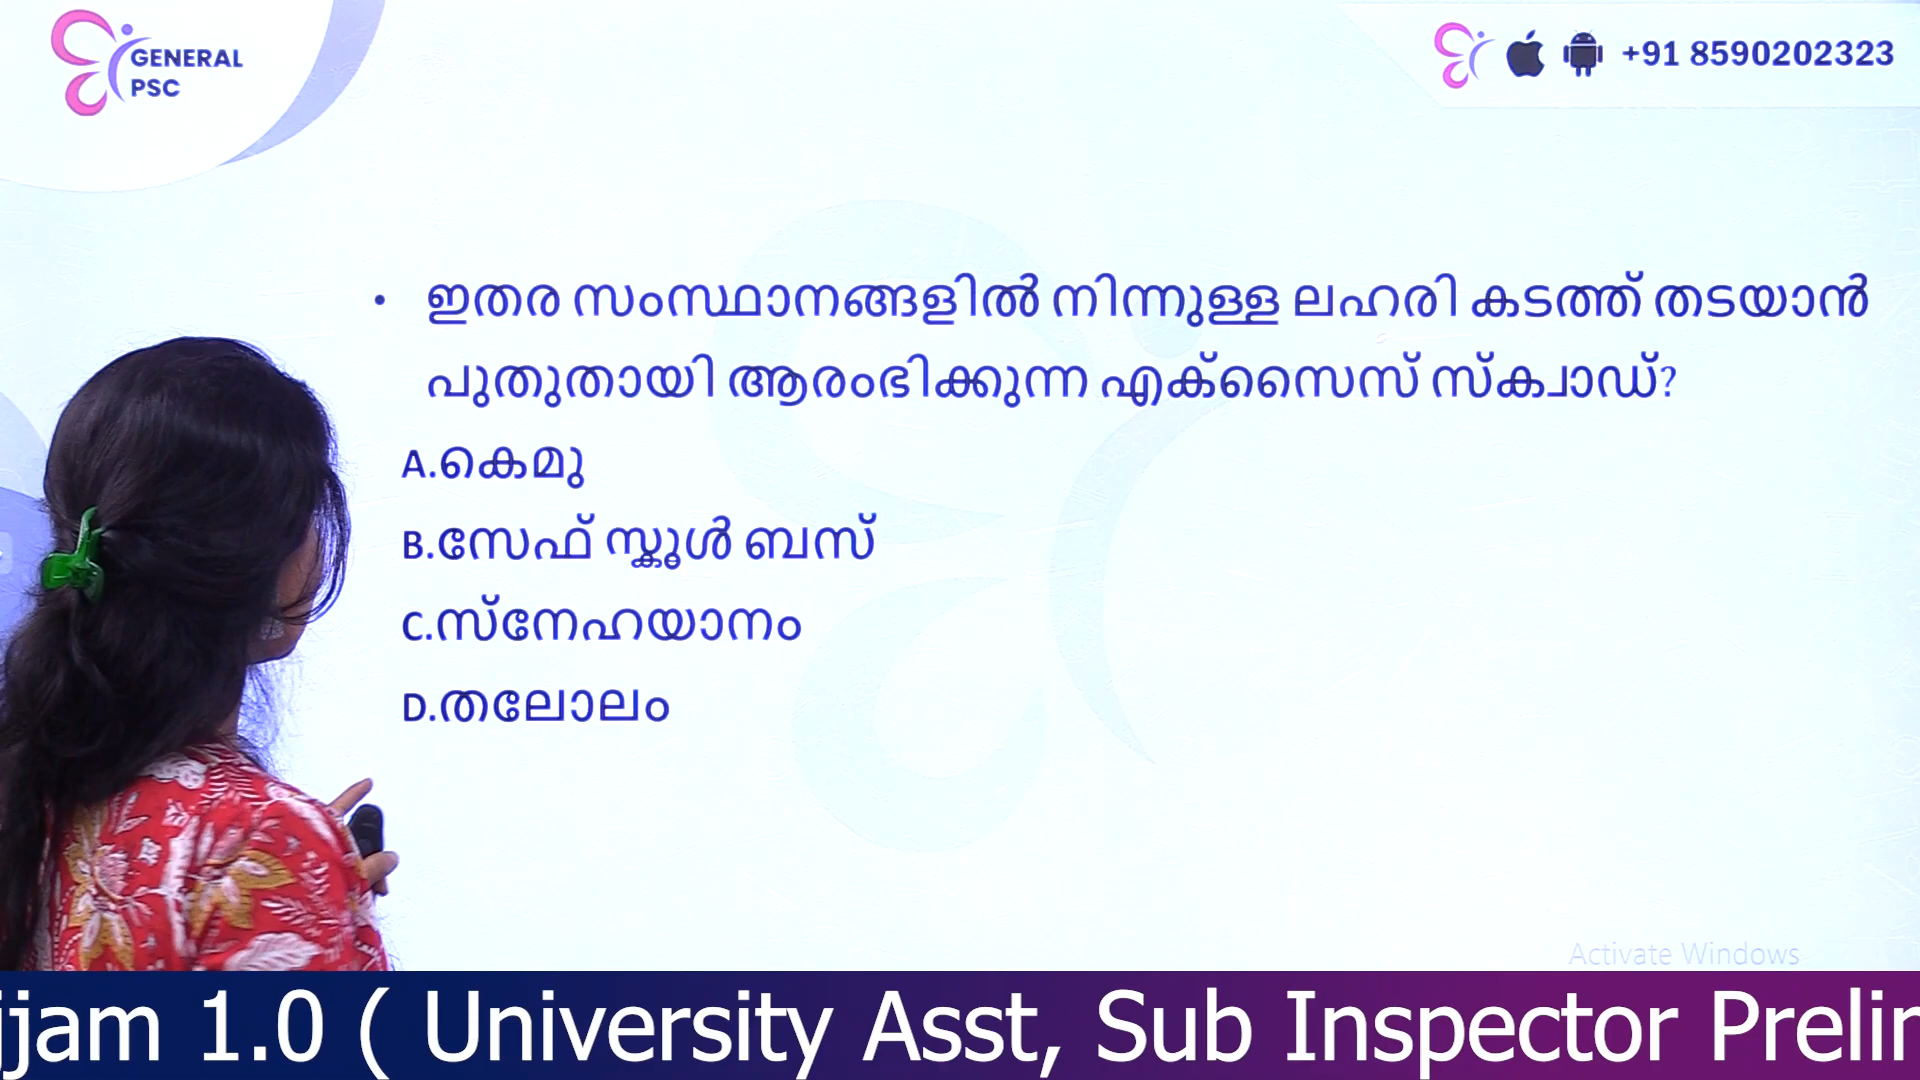 GENERAL
PSC
+91 8590202323
• ഇതര സംസ്ഥാനങ്ങളിൽ നിന്നുള്ള ലഹരി കടത്ത് തടയാൻ
പുതുതായി ആരംഭിക്കുന്ന എക്സൈസ് സ്ക്വാഡ്?
A.കെമു
B.സേഫ് സ്കൂൾ ബസ്
C.സ്നേഹയാനം
D.തലോലം
Activate Windows
jjam 1.0 ( University Asst, Sub Inspector Prelin